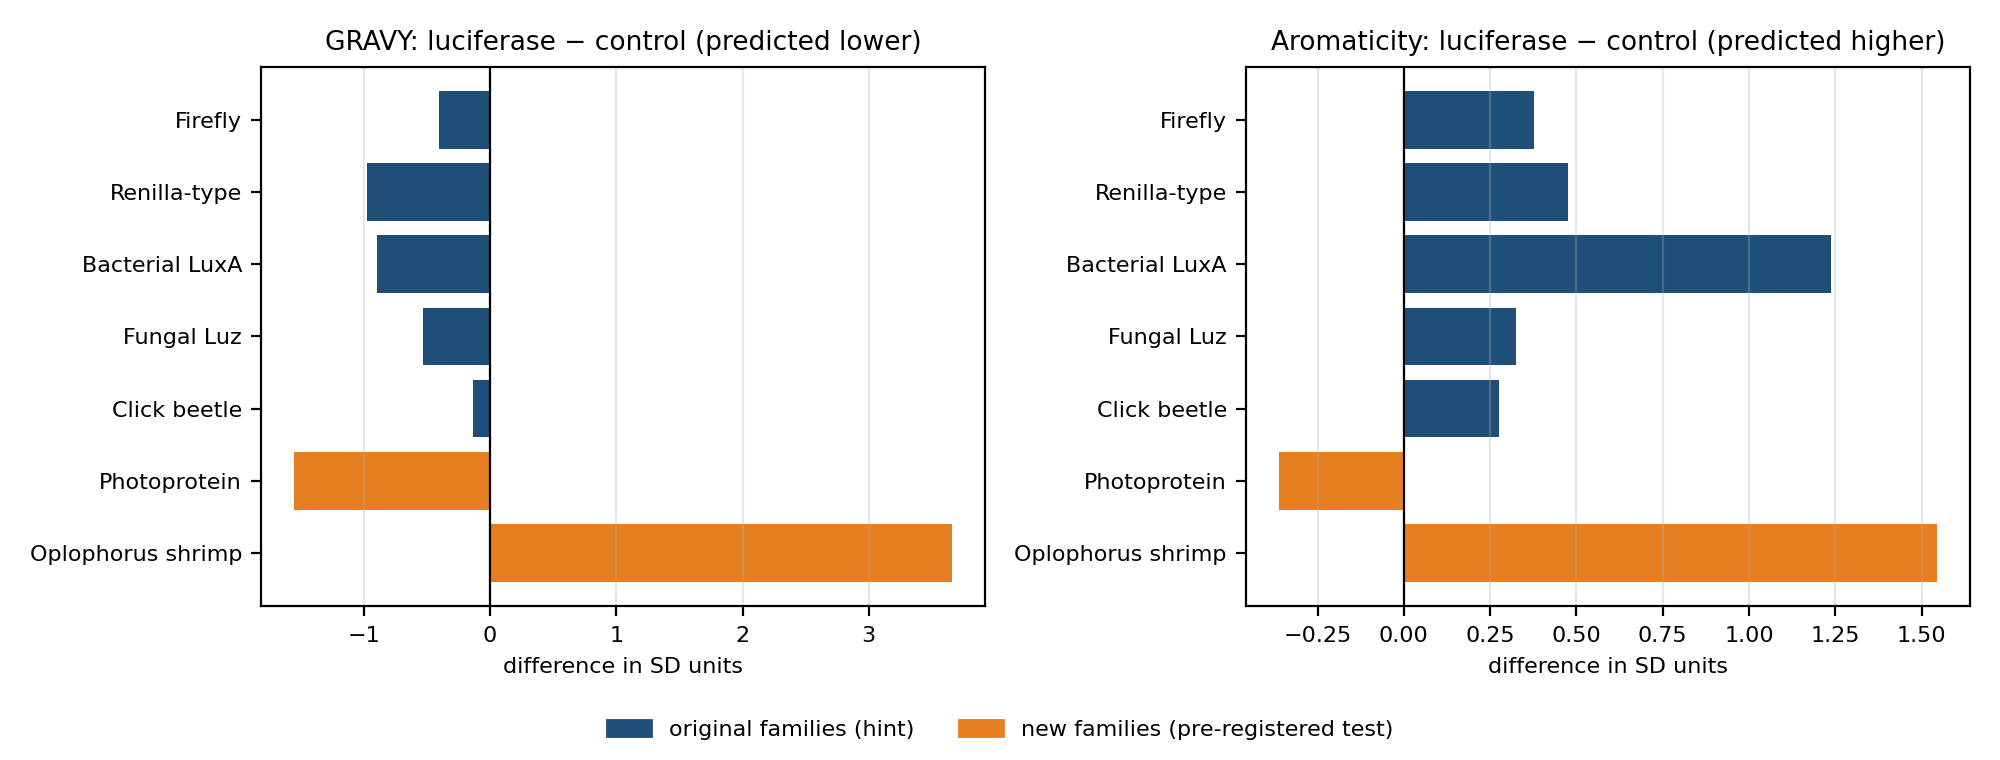 GRAVY: luciferase − control (predicted lower)
Firefly
Renilla-type
Bacterial LuxA
Fungal Luz
Click beetle
Photoprotein
Oplophorus shrimp
−1 0 1 2 3
difference in SD units
Aromaticity: luciferase − control (predicted higher)
Firefly
Renilla-type
Bacterial LuxA
Fungal Luz
Click beetle
Photoprotein
Oplophorus shrimp
−0.25 0.00 0.25 0.50 0.75 1.00 1.25 1.50
difference in SD units
original families (hint) new families (pre-registered test)